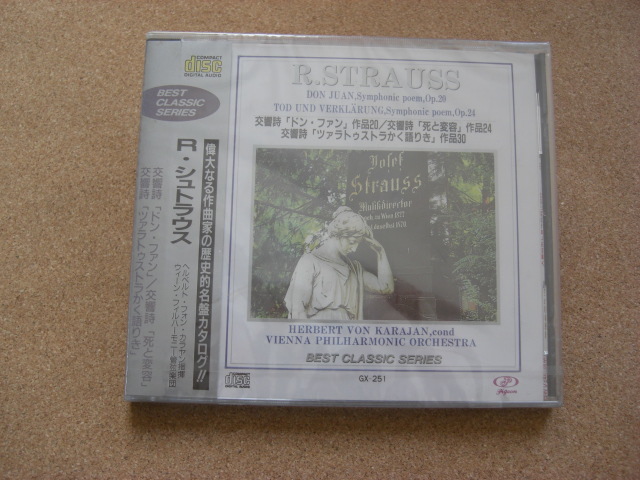 COMPACT
disc
DIGITAL AUDIO
BEST
CLASSIC
SERIES
R・シュトラウス
交響詩「ドン・ファン」/交響詩「死と変容」
交響詩「ツァラトゥストラかく語りき」
ヘルベルト・フォン・カラヤン指揮
ウィーン・フィルハーモニー管弦楽団
偉大なる作曲家の歴史的名盤カタログ!!
R.STRAUSS
DON JUAN,Symphonic poem,Op.20
TOD UND VERKLÄRUNG,Symphonic poem,Op.24
交響詩「ドン・ファン」作品20/交響詩「死と変容」作品24
交響詩「ツァラトゥストラかく語りき」作品30
Josef
Strauss
Musikdirector
HERBERT VON KARAJAN,cond
VIENNA PHILHARMONIC ORCHESTRA
BEST CLASSIC SERIES
disc
GX-251